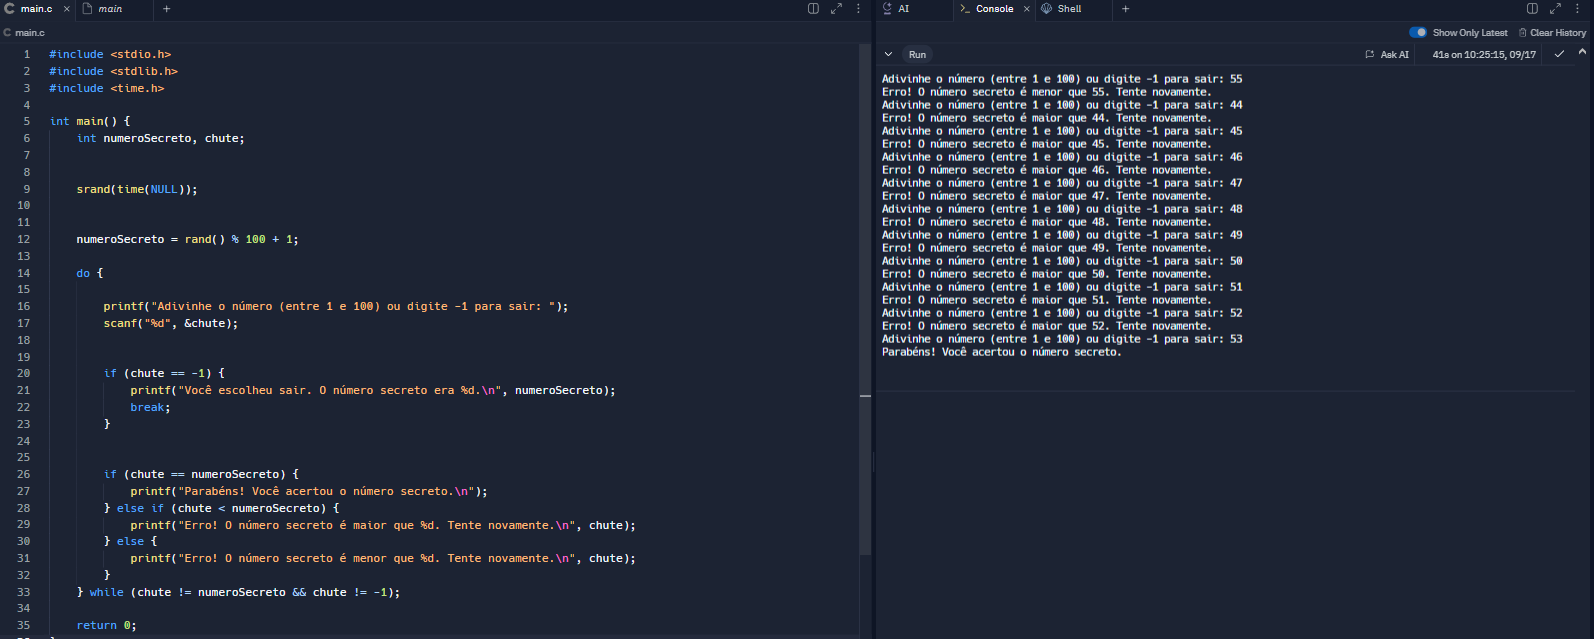 main.c × main +
main.c
1 #include <stdio.h>
2 #include <stdlib.h>
3 #include <time.h>
4
5 int main() {
6     int numeroSecreto, chute;
7
8
9     srand(time(NULL));
10
11
12     numeroSecreto = rand() % 100 + 1;
13
14     do {
15
16         printf("Adivinhe o número (entre 1 e 100) ou digite -1 para sair: ");
17         scanf("%d", &chute);
18
19
20         if (chute == -1) {
21             printf("Você escolheu sair. O número secreto era %d.\n", numeroSecreto);
22             break;
23         }
24
25
26         if (chute == numeroSecreto) {
27             printf("Parabéns! Você acertou o número secreto.\n");
28         } else if (chute < numeroSecreto) {
29             printf("Erro! O número secreto é maior que %d. Tente novamente.\n", chute);
30         } else {
31             printf("Erro! O número secreto é menor que %d. Tente novamente.\n", chute);
32         }
33     } while (chute != numeroSecreto && chute != -1);
34
35     return 0;
AI Console × Shell +
Show Only Latest Clear History
Run Ask AI 41s on 10:25:15, 09/17
Adivinhe o número (entre 1 e 100) ou digite -1 para sair: 55
Erro! O número secreto é menor que 55. Tente novamente.
Adivinhe o número (entre 1 e 100) ou digite -1 para sair: 44
Erro! O número secreto é maior que 44. Tente novamente.
Adivinhe o número (entre 1 e 100) ou digite -1 para sair: 45
Erro! O número secreto é maior que 45. Tente novamente.
Adivinhe o número (entre 1 e 100) ou digite -1 para sair: 46
Erro! O número secreto é maior que 46. Tente novamente.
Adivinhe o número (entre 1 e 100) ou digite -1 para sair: 47
Erro! O número secreto é maior que 47. Tente novamente.
Adivinhe o número (entre 1 e 100) ou digite -1 para sair: 48
Erro! O número secreto é maior que 48. Tente novamente.
Adivinhe o número (entre 1 e 100) ou digite -1 para sair: 49
Erro! O número secreto é maior que 49. Tente novamente.
Adivinhe o número (entre 1 e 100) ou digite -1 para sair: 50
Erro! O número secreto é maior que 50. Tente novamente.
Adivinhe o número (entre 1 e 100) ou digite -1 para sair: 51
Erro! O número secreto é maior que 51. Tente novamente.
Adivinhe o número (entre 1 e 100) ou digite -1 para sair: 52
Erro! O número secreto é maior que 52. Tente novamente.
Adivinhe o número (entre 1 e 100) ou digite -1 para sair: 53
Parabéns! Você acertou o número secreto.